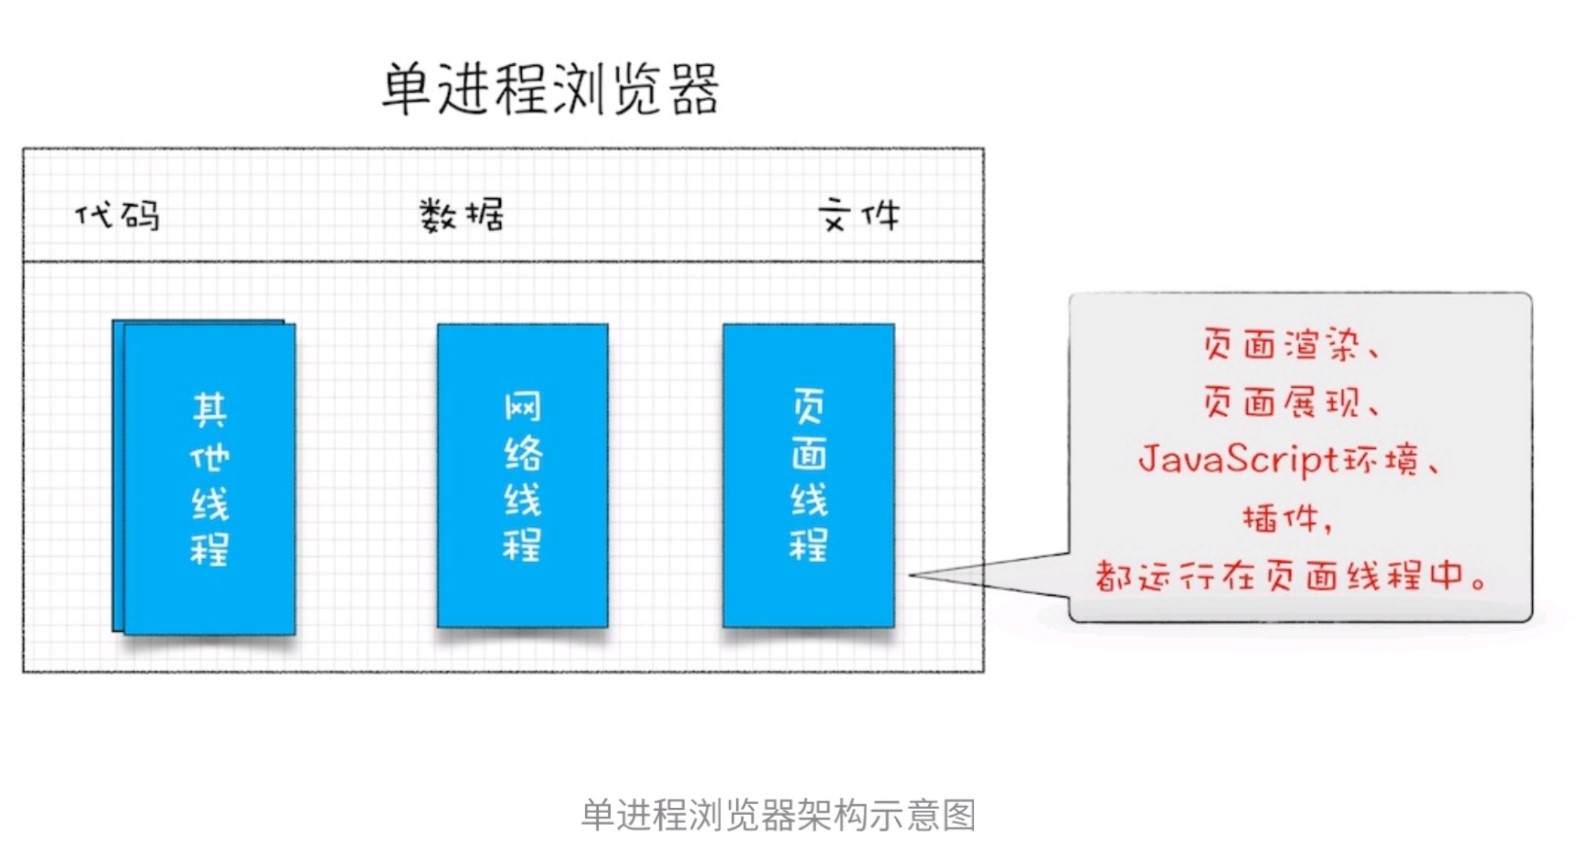 单进程浏览器
代码
数据
文件
其他线程
网络线程
页面线程
页面渲染、
页面展现、
JavaScript环境、
插件,
都运行在页面线程中。
单进程浏览器架构示意图